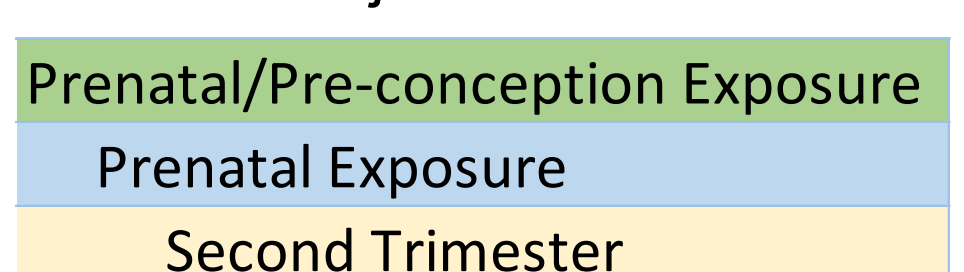 Prenatal/Pre-conception Exposure
Prenatal Exposure
Second Trimester